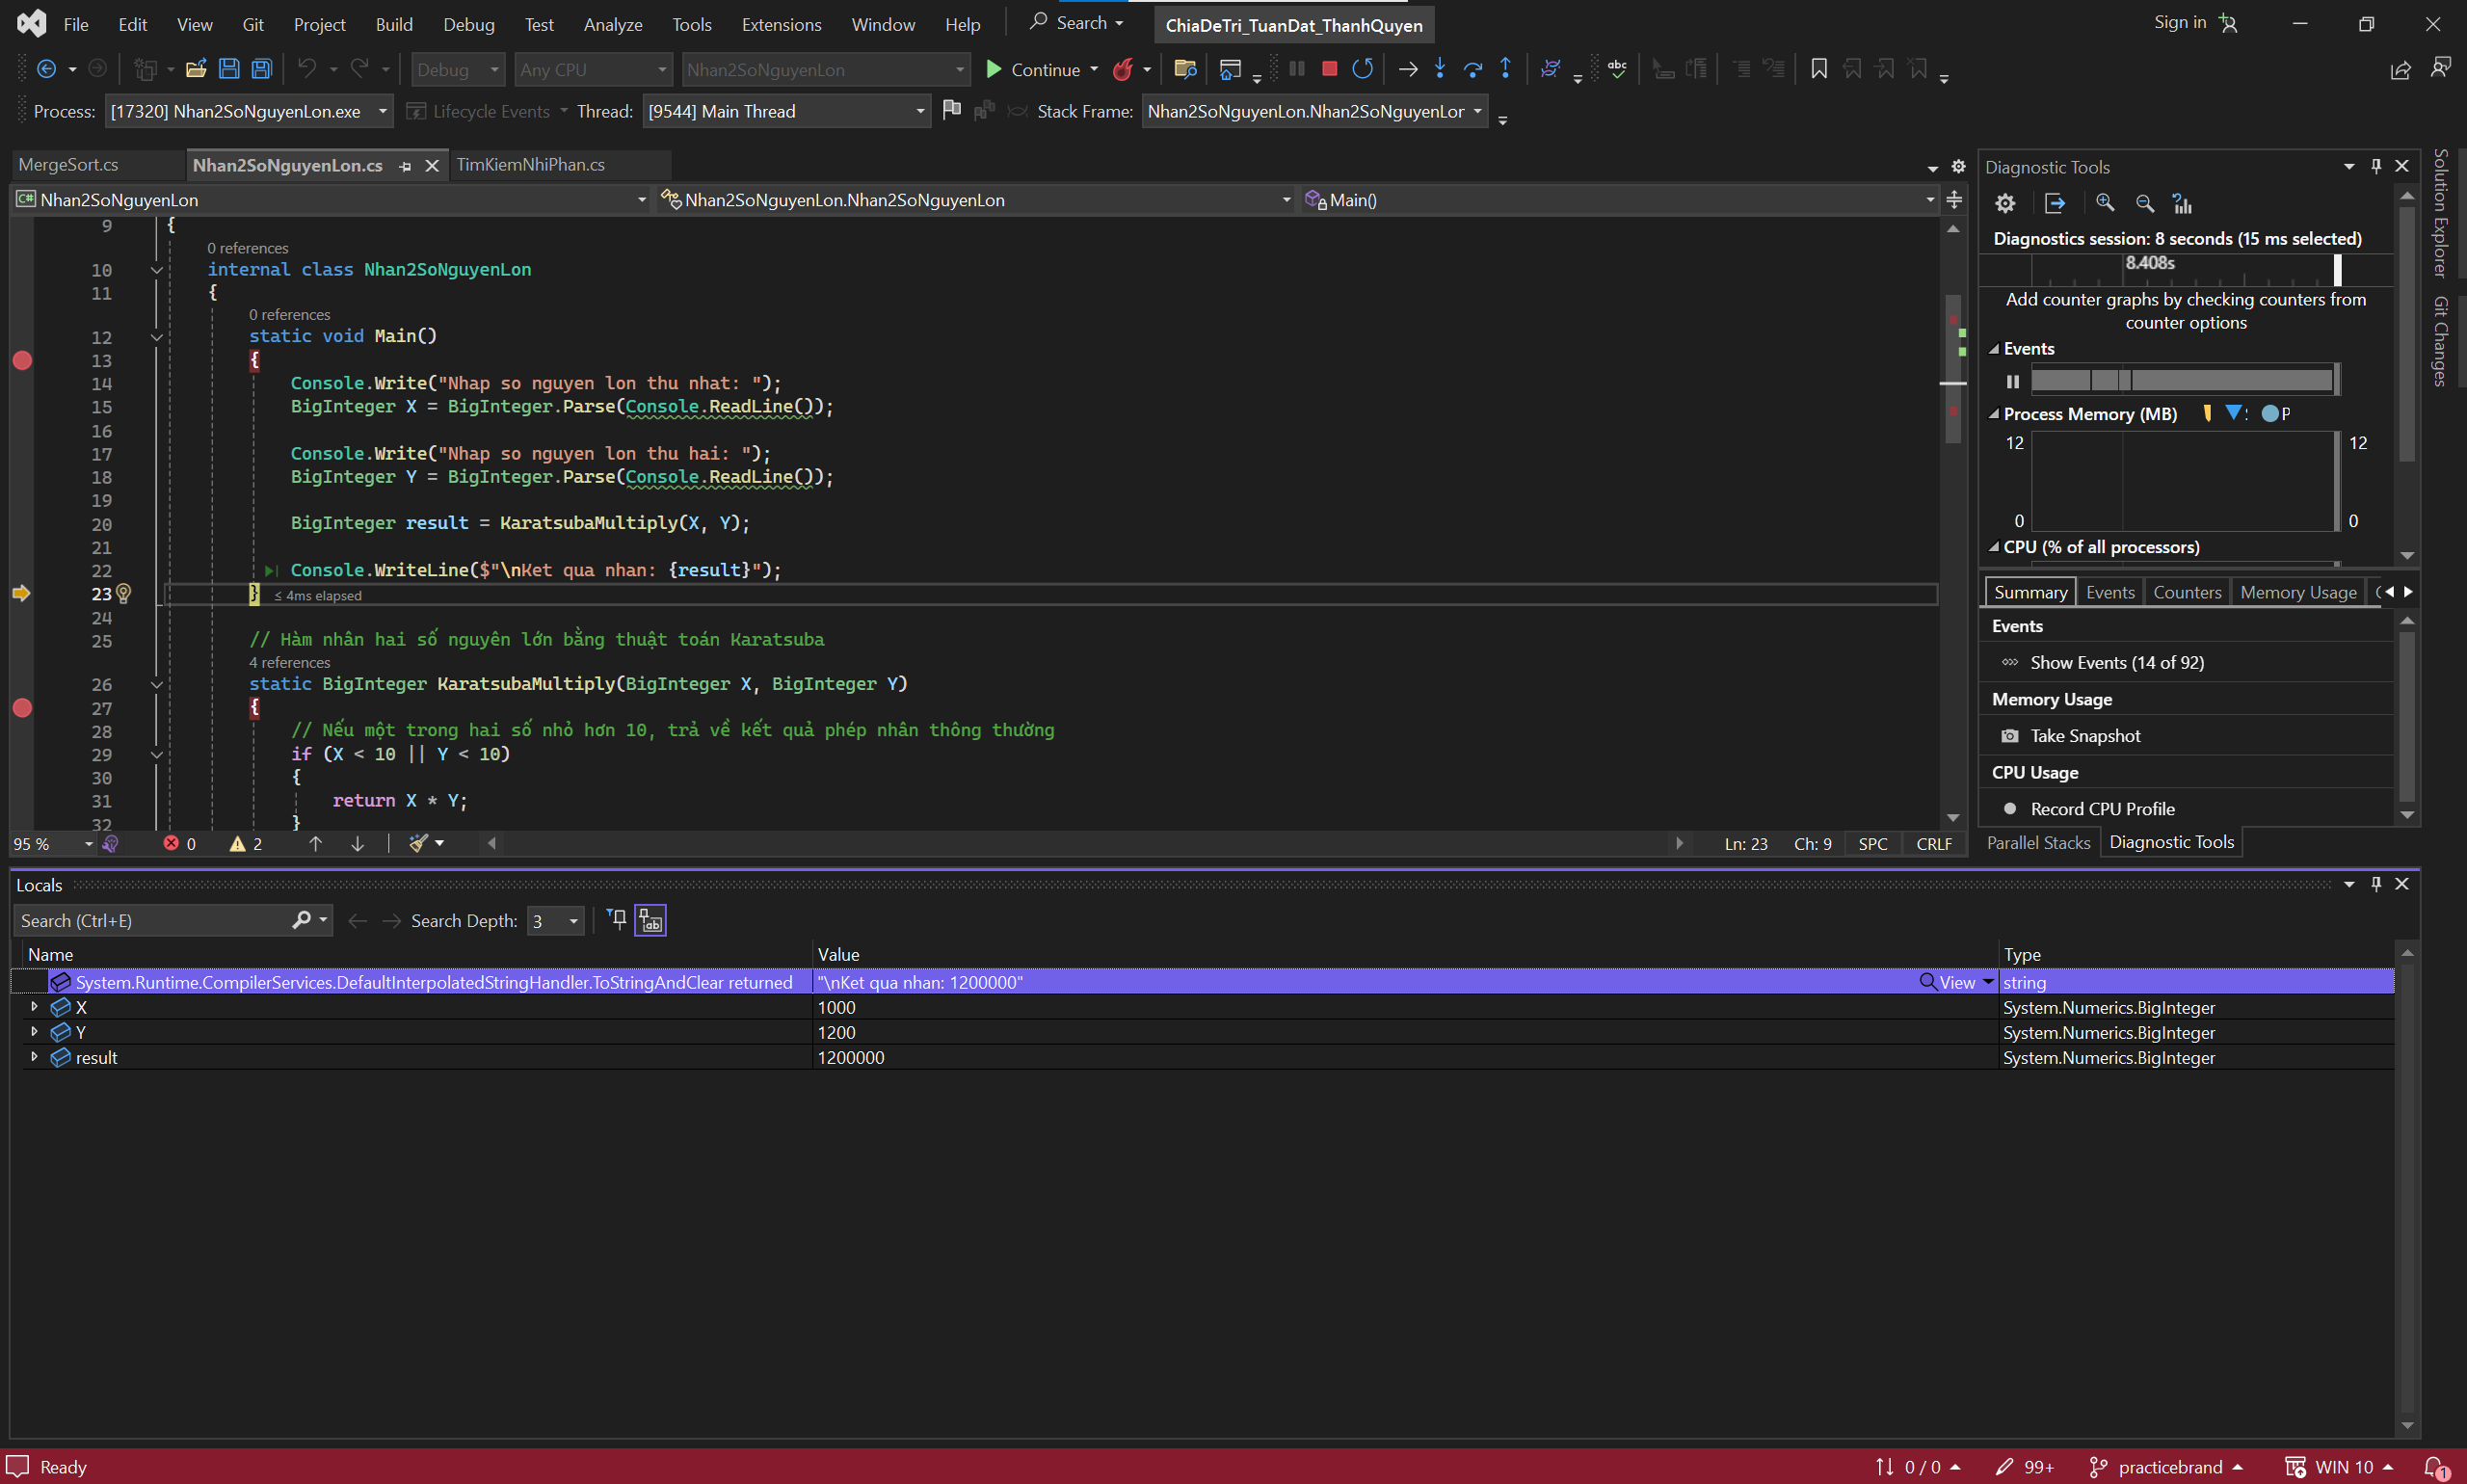 File Edit View Git Project Build Debug Test Analyze Tools Extensions Window Help Search ChiaDeTri_TuanDat_ThanhQuyen Sign in
Debug Any CPU Nhan2SoNguyenLon Continue
Process: [17320] Nhan2SoNguyenLon.exe Lifecycle Events Thread: [9544] Main Thread Stack Frame: Nhan2SoNguyenLon.Nhan2SoNguyenLor
MergeSort.cs Nhan2SoNguyenLon.cs TimKiemNhiPhan.cs
C# Nhan2SoNguyenLon Nhan2SoNguyenLon.Nhan2SoNguyenLon Main()
9 {
0 references
10 internal class Nhan2SoNguyenLon
11 {
0 references
12 static void Main()
13 {
14 Console.Write("Nhap so nguyen lon thu nhat: ");
15 BigInteger X = BigInteger.Parse(Console.ReadLine());
16
17 Console.Write("Nhap so nguyen lon thu hai: ");
18 BigInteger Y = BigInteger.Parse(Console.ReadLine());
19
20 BigInteger result = KaratsubaMultiply(X, Y);
21
22 Console.WriteLine($"\nKet qua nhan: {result}");
23 } ≤ 4ms elapsed
24
25 // Hàm nhân hai số nguyên lớn bằng thuật toán Karatsuba
4 references
26 static BigInteger KaratsubaMultiply(BigInteger X, BigInteger Y)
27 {
28 // Nếu một trong hai số nhỏ hơn 10, trả về kết quả phép nhân thông thường
29 if (X < 10 || Y < 10)
30 {
31 return X * Y;
32 }
95 % 0 2 Ln: 23 Ch: 9 SPC CRLF
Diagnostic Tools
Diagnostics session: 8 seconds (15 ms selected)
8.408s
Add counter graphs by checking counters from
counter options
Events
Process Memory (MB) P
12 12
0 0
CPU (% of all processors)
Summary Events Counters Memory Usage
Events
Show Events (14 of 92)
Memory Usage
Take Snapshot
CPU Usage
Record CPU Profile
Parallel Stacks Diagnostic Tools
Solution Explorer
Git Changes
Locals
Search (Ctrl+E) Search Depth: 3
Name Value Type
System.Runtime.CompilerServices.DefaultInterpolatedStringHandler.ToStringAndClear returned "\nKet qua nhan: 1200000" View string
X 1000 System.Numerics.BigInteger
Y 1200 System.Numerics.BigInteger
result 1200000 System.Numerics.BigInteger
Ready 0 / 0 99+ practicebrand WIN 10 1